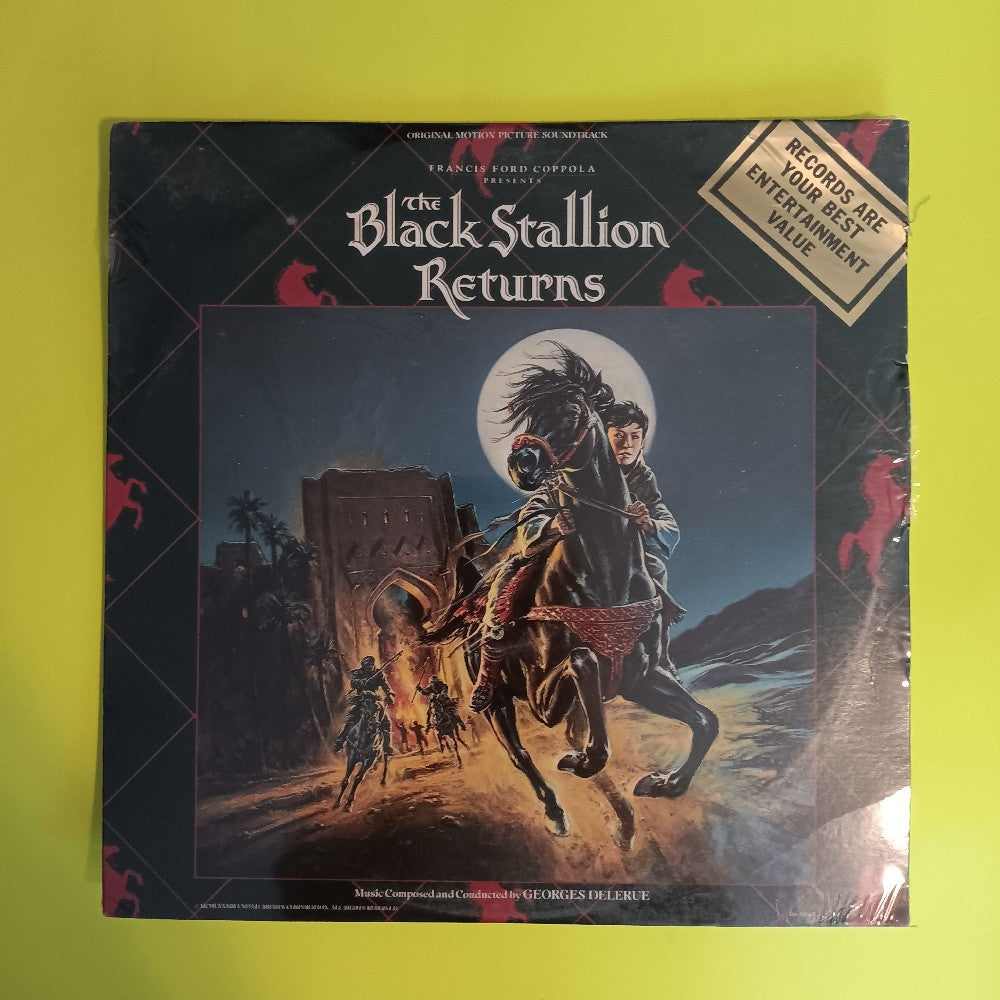 ORIGINAL MOTION PICTURE SOUNDTRACK
FRANCIS FORD COPPOLA
PRESENTS
The
Black Stallion
Returns
RECORDS ARE
YOUR BEST
ENTERTAINMENT
VALUE
Music Composed and Conducted by GEORGES DELERUE